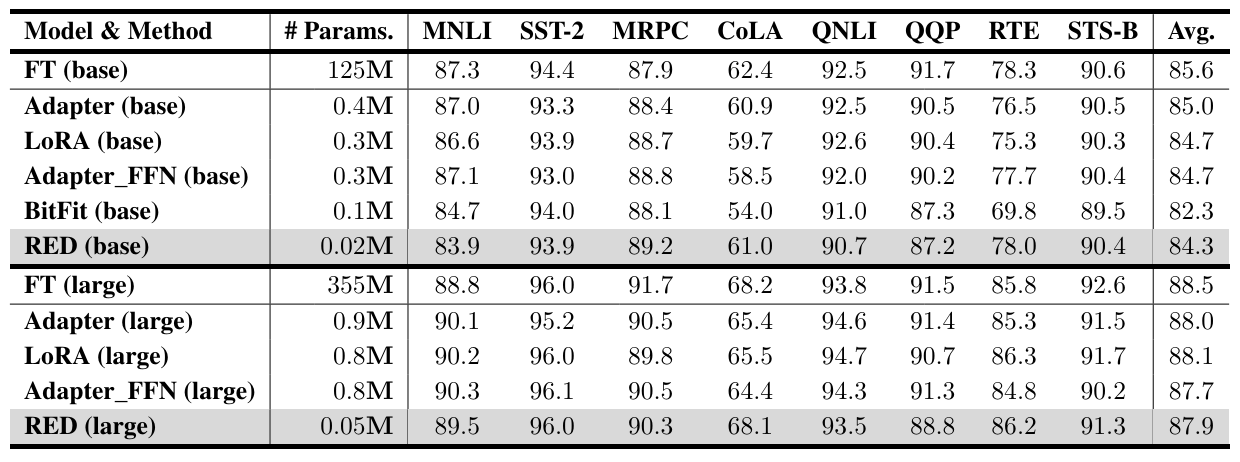 Model & Method # Params. MNLI SST-2 MRPC CoLA QNLI QQP RTE STS-B Avg.
FT (base) 125M 87.3 94.4 87.9 62.4 92.5 91.7 78.3 90.6 85.6
Adapter (base) 0.4M 87.0 93.3 88.4 60.9 92.5 90.5 76.5 90.5 85.0
LoRA (base) 0.3M 86.6 93.9 88.7 59.7 92.6 90.4 75.3 90.3 84.7
Adapter_FFN (base) 0.3M 87.1 93.0 88.8 58.5 92.0 90.2 77.7 90.4 84.7
BitFit (base) 0.1M 84.7 94.0 88.1 54.0 91.0 87.3 69.8 89.5 82.3
RED (base) 0.02M 83.9 93.9 89.2 61.0 90.7 87.2 78.0 90.4 84.3
FT (large) 355M 88.8 96.0 91.7 68.2 93.8 91.5 85.8 92.6 88.5
Adapter (large) 0.9M 90.1 95.2 90.5 65.4 94.6 91.4 85.3 91.5 88.0
LoRA (large) 0.8M 90.2 96.0 89.8 65.5 94.7 90.7 86.3 91.7 88.1
Adapter_FFN (large) 0.8M 90.3 96.1 90.5 64.4 94.3 91.3 84.8 90.2 87.7
RED (large) 0.05M 89.5 96.0 90.3 68.1 93.5 88.8 86.2 91.3 87.9